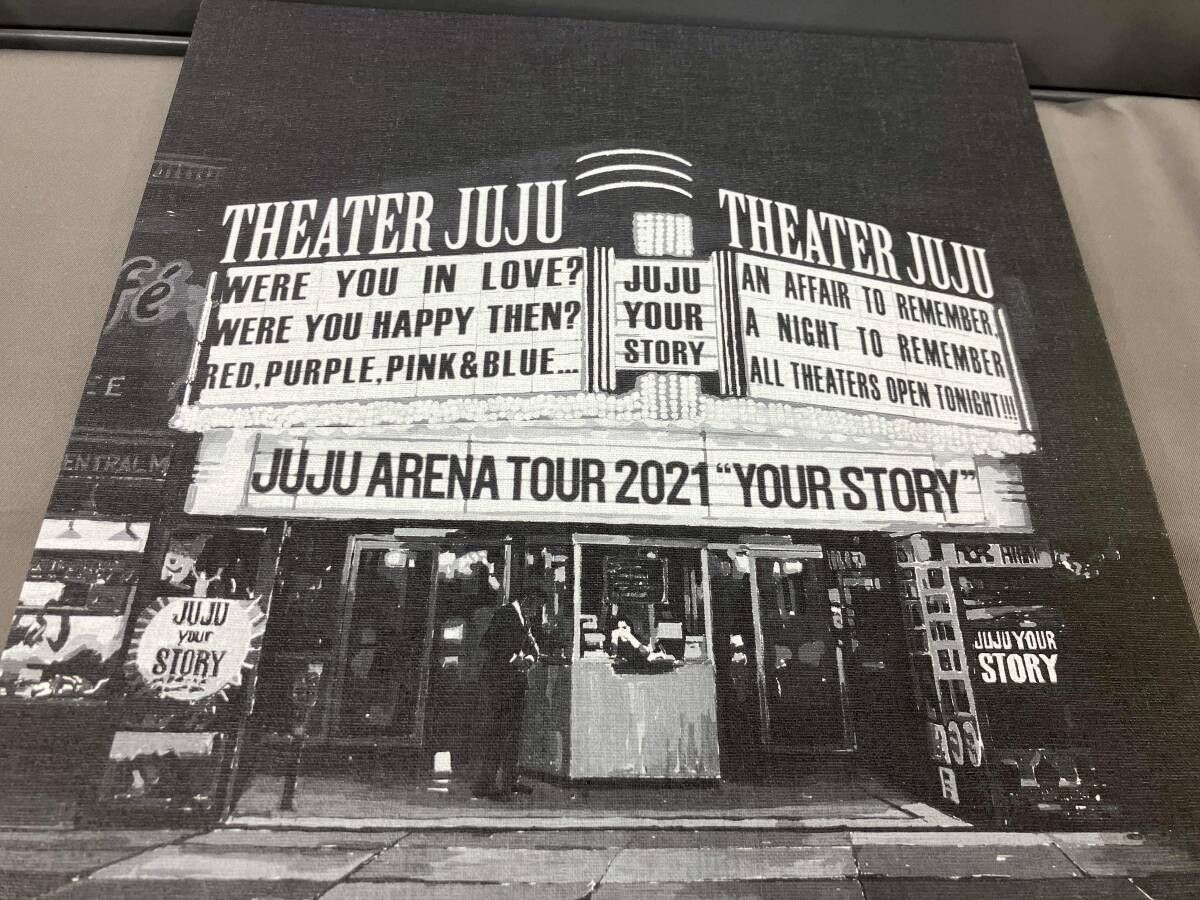 THEATER JUJU
WERE YOU IN LOVE?
WERE YOU HAPPY THEN?
RED, PURPLE, PINK & BLUE...
JUJU
YOUR
STORY
THEATER JUJU
AN AFFAIR TO REMEMBER.
A NIGHT TO REMEMBER
ALL THEATERS OPEN TONIGHT!!!
JUJU ARENA TOUR 2021 "YOUR STORY"
fé
ENTRAL M
JUJU
YOUR
STORY
JUJU YOUR
STORY